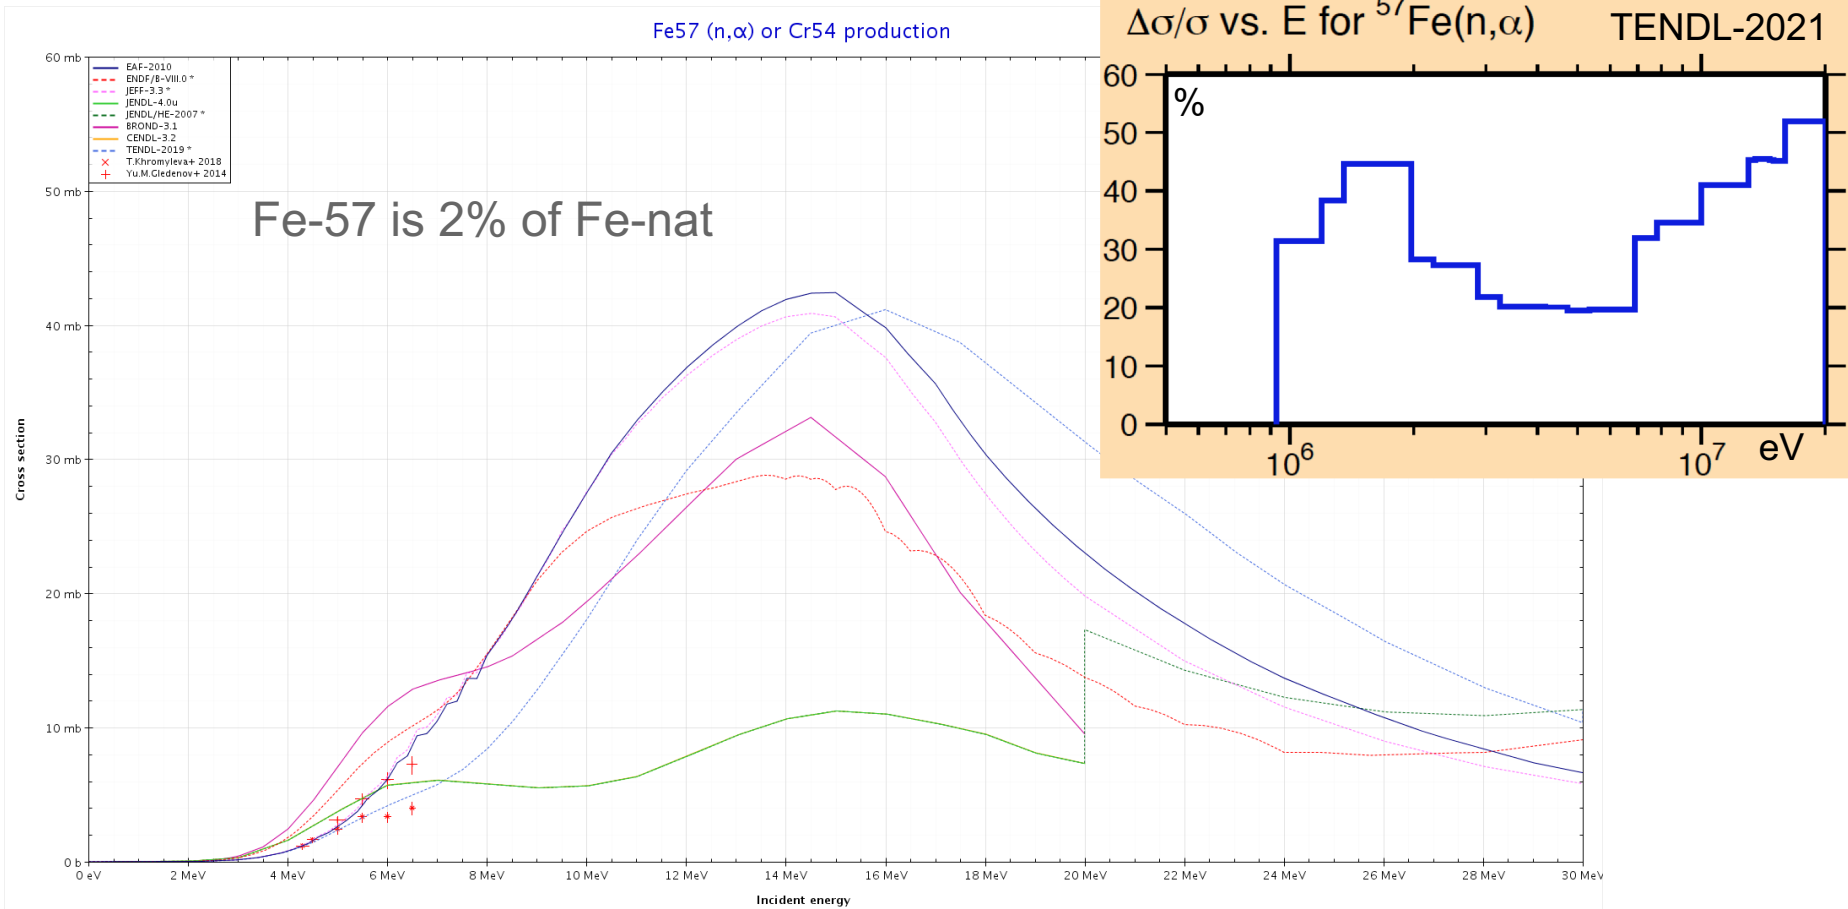 Fe57 (n,α) or Cr54 production
Δσ/σ vs. E for ⁵⁷Fe(n,α) TENDL-2021
60 mb
50 mb
40 mb
30 mb
20 mb
10 mb
0 b
Cross section
EAF-2010
ENDF/B-VIII.0 *
JEFF-3.3 *
JENDL-4.0u
JENDL/HE-2007 *
BROND-3.1
CENDL-3.2
TENDL-2019 *
T.Khromyleva+ 2018
Yu.M.Gledenov+ 2014
Fe-57 is 2% of Fe-nat
60
50
40
30
20
10
0
%
10⁶ 10⁷ eV
0 eV 2 MeV 4 MeV 6 MeV 8 MeV 10 MeV 12 MeV 14 MeV 16 MeV 18 MeV 20 MeV 22 MeV 24 MeV 26 MeV 28 MeV 30 MeV
Incident energy